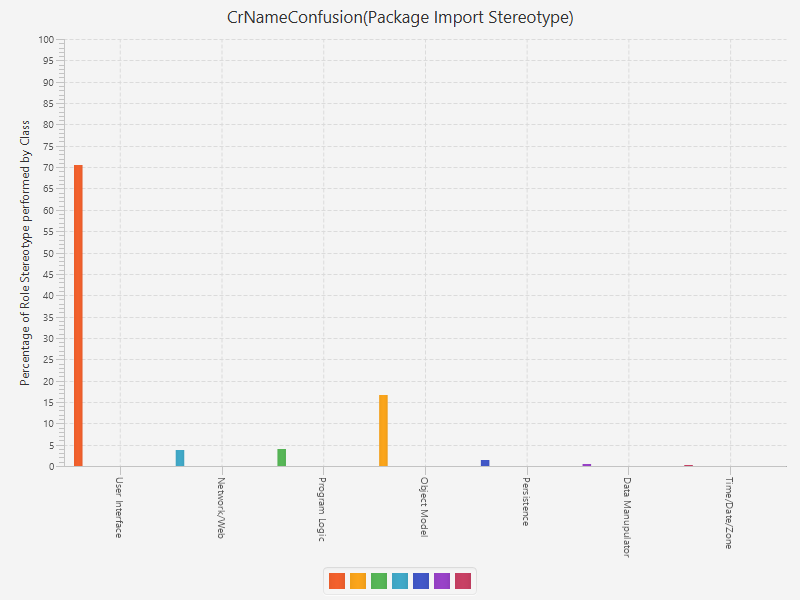 CrNameConfusion(Package Import Stereotype)
Percentage of Role Stereotype performed by Class
100
95
90
85
80
75
70
65
60
55
50
45
40
35
30
25
20
15
10
5
0
User Interface
Network/Web
Program Logic
Object Model
Persistence
Data Manupulator
Time/Date/Zone